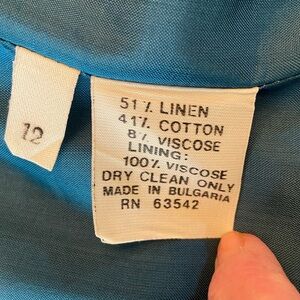 12
51% LINEN
41% COTTON
8% VISCOSE
LINING:
100% VISCOSE
DRY CLEAN ONLY
MADE IN BULGARIA
RN 63542